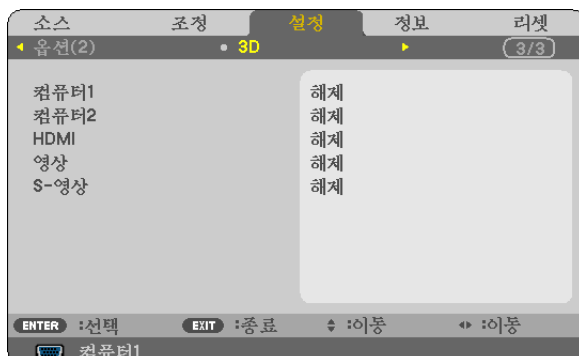 소스 조정 설정 정보 리셋
옵션(2) 3D 3/3
컴퓨터1 해제
컴퓨터2 해제
HDMI 해제
영상 해제
S-영상 해제
ENTER :선택 EXIT :종료 :이동 :이동
컴퓨터1